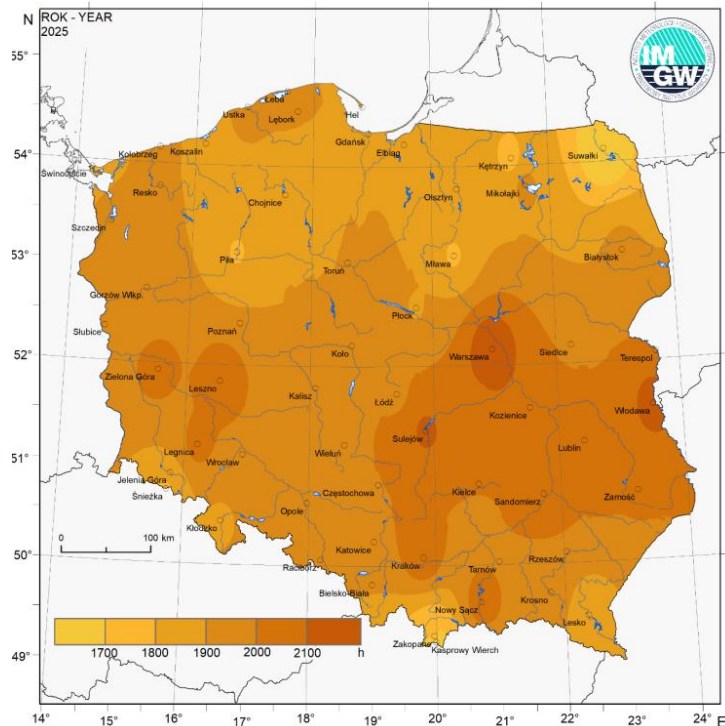 N
ROK - YEAR
2025
IMGW
55°
Łeba
Ustka
Hel
Lębork
Gdańsk
Elbląg
54°
Kołobrzeg
Koszalin
Kętrzyn
Suwałki
Świnoujście
Resko
Chojnice
Olsztyn
Mikołajki
Szczecin
53°
Piła
Toruń
Mława
Białystok
Gorzów Wlkp.
Płock
Słubice
Poznań
52°
Koło
Warszawa
Siedlce
Terespol
Zielona Góra
Leszno
Kalisz
Łódź
Kozienice
Włodawa
Sulejów
51°
Legnica
Wrocław
Wieluń
Lublin
Jelenia Góra
Śnieżka
Częstochowa
Kielce
Sandomierz
Zamość
Kłodzko
Opole
0 100 km
50°
Katowice
Racibórz
Kraków
Tarnów
Rzeszów
Bielsko-Biała
Nowy Sącz
Krosno
Lesko
Zakopane
Kasprowy Wierch
1700 1800 1900 2000 2100 h
49°
14° 15° 16° 17° 18° 19° 20° 21° 22° 23° 24° E